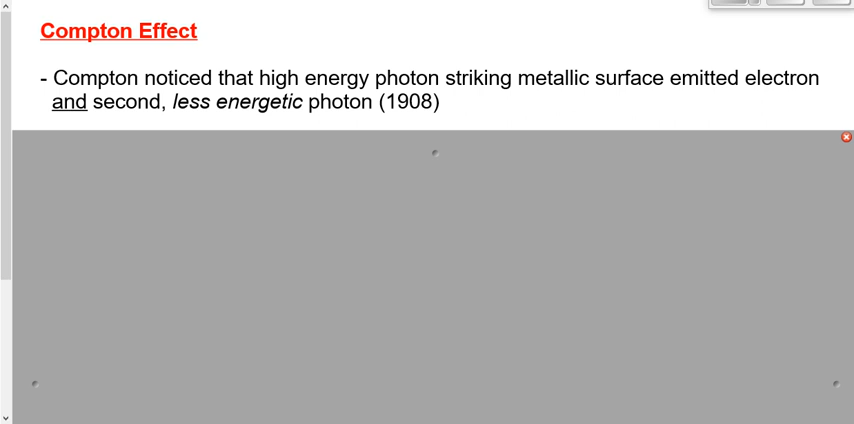 Compton Effect
- Compton noticed that high energy photon striking metallic surface emitted electron
and second, less energetic photon (1908)